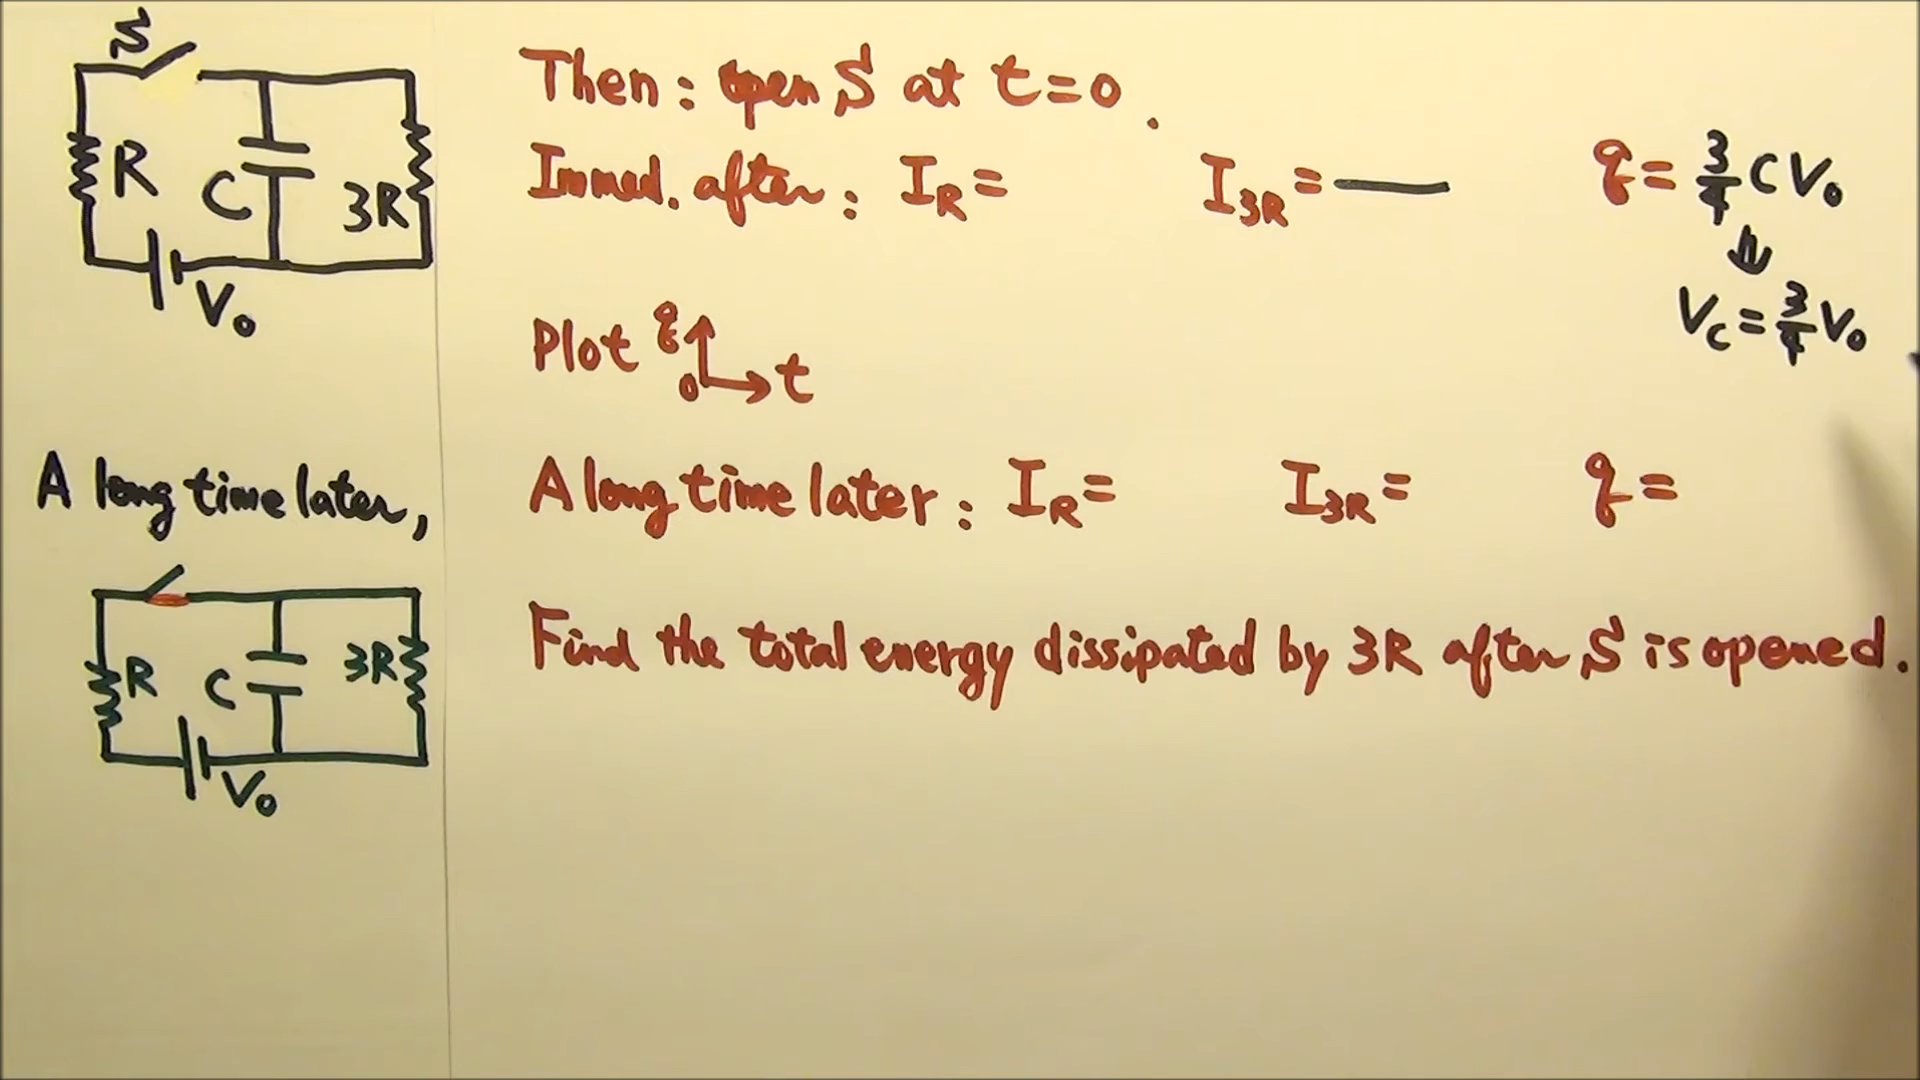 S
R
C
3R
V₀
Then: open S at t=0.
Immed. after: I_R = I_3R = q = 3/4 CV₀
⇓
V_C = 3/4 V₀
Plot q
0 t
A long time later,
A long time later: I_R = I_3R = q =
R
C
3R
V₀
Find the total energy dissipated by 3R after S is opened.